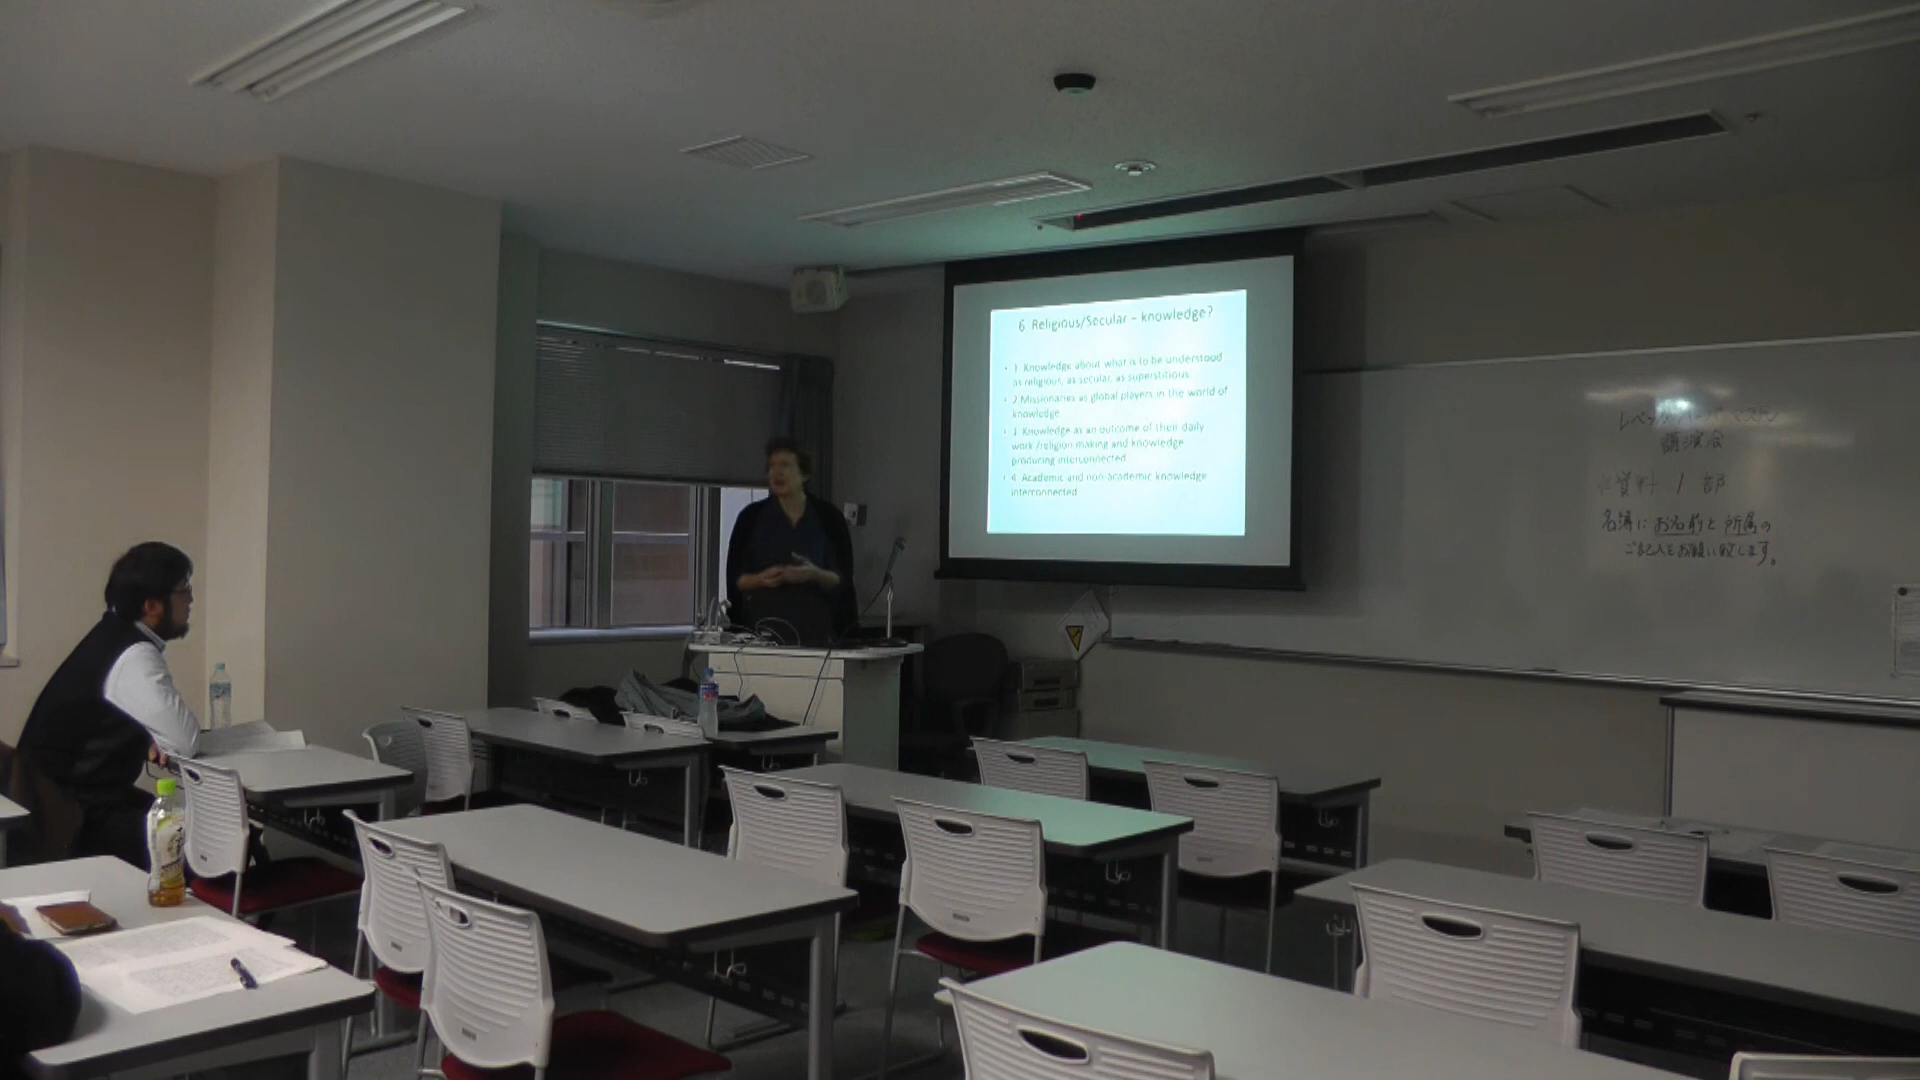 6 Religious/Secular – knowledge?
• 1. Knowledge about what is to be understood
as religious, as secular, as superstitious
• 2 Missionaries as global players in the world of
knowledge
• 3. Knowledge as an outcome of their daily
work /religion making and knowledge
producing interconnected
• 4. Academic and non-academic knowledge
interconnected
講演会
資料 1 部
名簿に お名前と 所属の
ご記入をお願い致します。